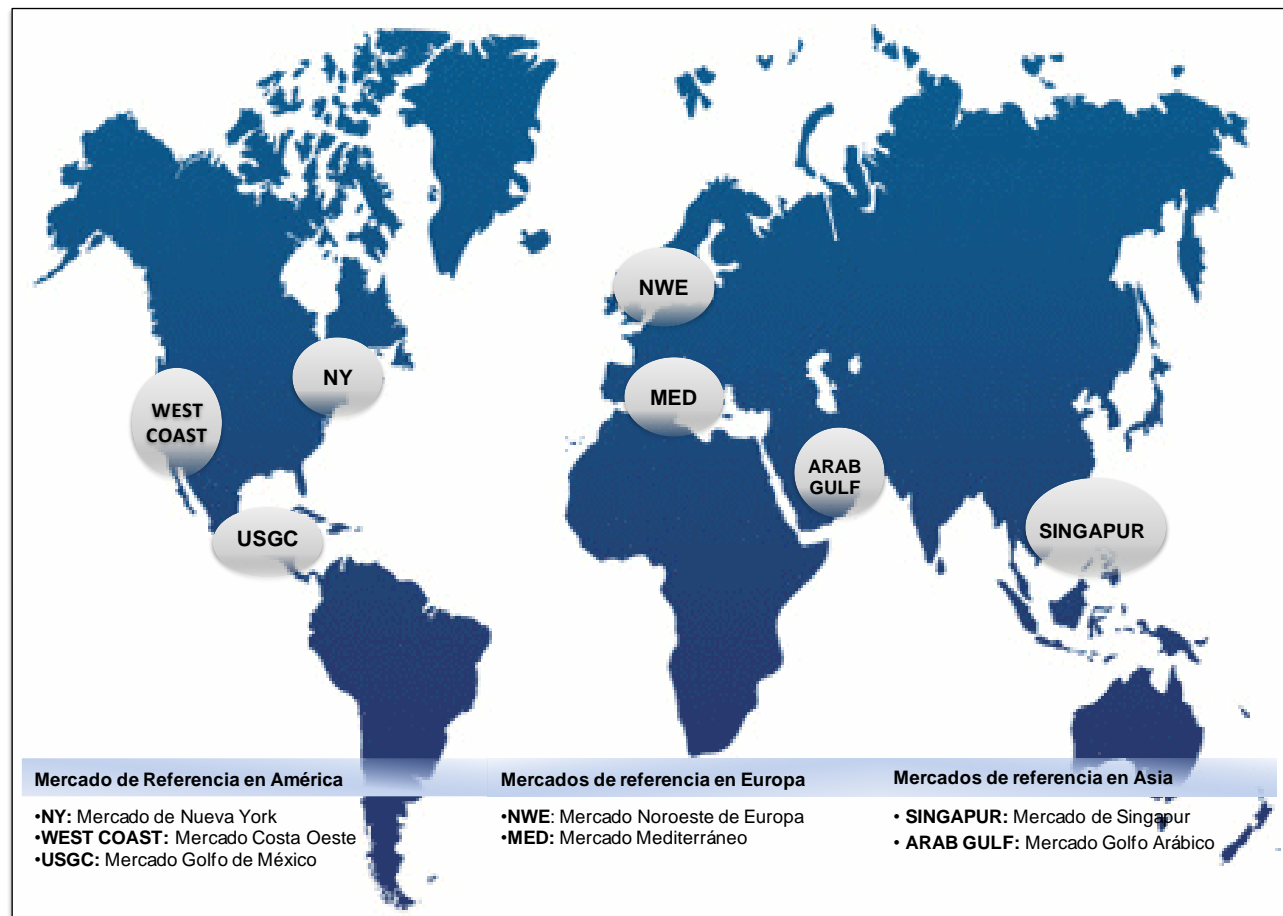 NWE
NY
MED
WEST
COAST
ARAB
GULF
SINGAPUR
USGC
Mercado de Referencia en América
•NY: Mercado de Nueva York
•WEST COAST: Mercado Costa Oeste
•USGC: Mercado Golfo de México
Mercados de referencia en Europa
•NWE: Mercado Noroeste de Europa
•MED: Mercado Mediterráneo
Mercados de referencia en Asia
• SINGAPUR: Mercado de Singapur
• ARAB GULF: Mercado Golfo Arábico